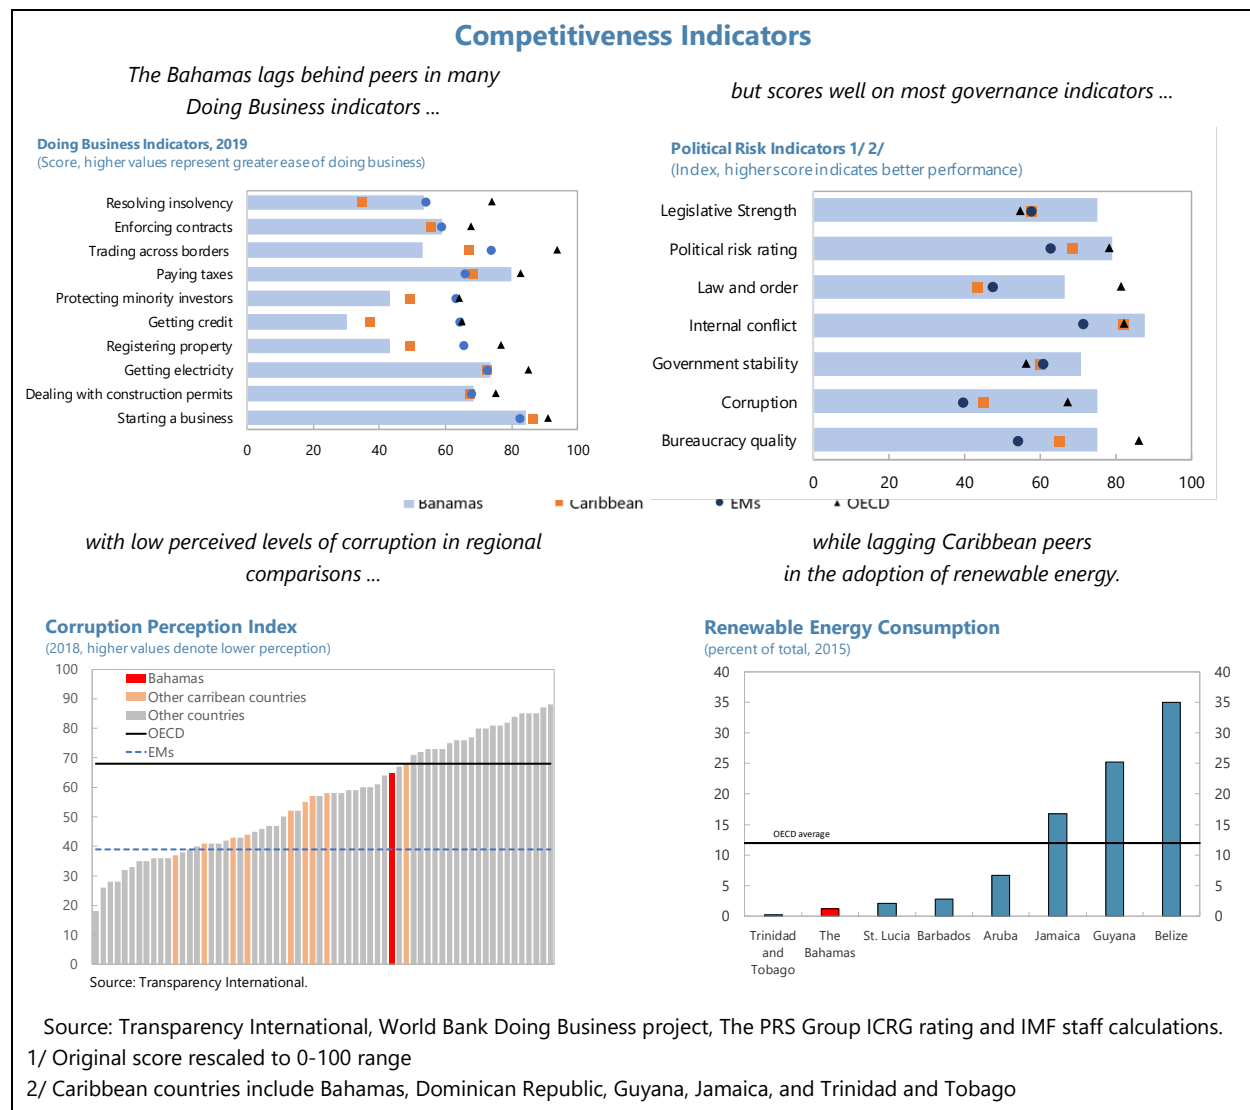 Competitiveness Indicators
The Bahamas lags behind peers in many
Doing Business indicators ...
but scores well on most governance indicators ...
Doing Business Indicators, 2019
(Score, higher values represent greater ease of doing business)
Resolving insolvency
Enforcing contracts
Trading across borders
Paying taxes
Protecting minority investors
Getting credit
Registering property
Getting electricity
Dealing with construction permits
Starting a business
0 20 40 60 80 100
Political Risk Indicators 1/ 2/
(Index, higher score indicates better performance)
Legislative Strength
Political risk rating
Law and order
Internal conflict
Government stability
Corruption
Bureaucracy quality
0 20 40 60 80 100
Bahamas Caribbean EMs OECD
with low perceived levels of corruption in regional
comparisons ...
while lagging Caribbean peers
in the adoption of renewable energy.
Corruption Perception Index
(2018, higher values denote lower perception)
100
90
80
70
60
50
40
30
20
10
0
Bahamas
Other carribean countries
Other countries
OECD
EMs
Source: Transparency International.
Renewable Energy Consumption
(percent of total, 2015)
40 40
35 35
30 30
25 25
20 20
15 15
10 10
5 5
0 0
OECD average
Trinidad The St. Lucia Barbados Aruba Jamaica Guyana Belize
and Bahamas
Tobago
Source: Transparency International, World Bank Doing Business project, The PRS Group ICRG rating and IMF staff calculations.
1/ Original score rescaled to 0-100 range
2/ Caribbean countries include Bahamas, Dominican Republic, Guyana, Jamaica, and Trinidad and Tobago